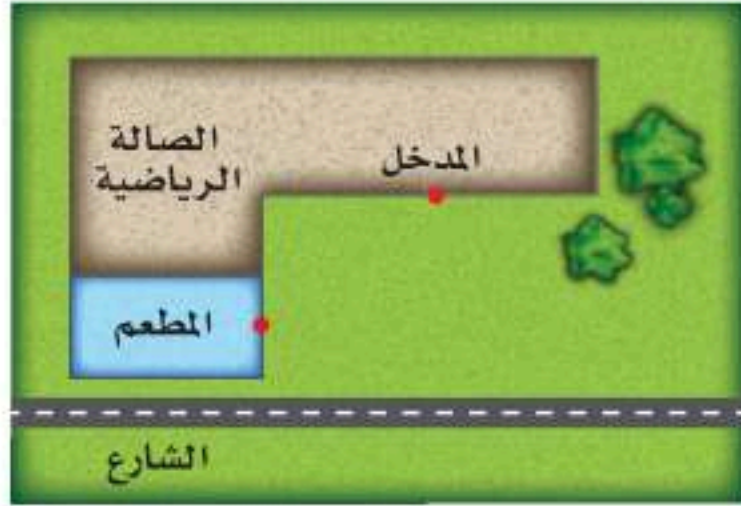 الصالة
الرياضية
المدخل
المطعم
الشارع